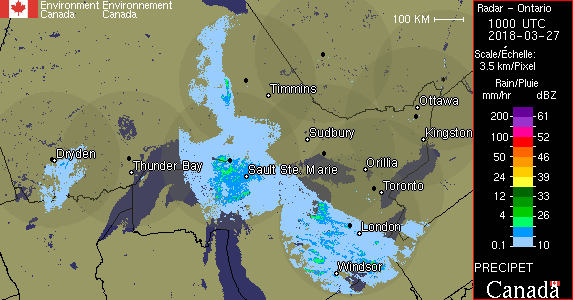 Environment Environnement
Canada Canada
100 KM
Timmins
Ottawa
Sudbury
Kingston
Dryden
Thunder Bay
Sault Ste. Marie
Orillia
Toronto
London
Windsor
Radar - Ontario
1000 UTC
2018-03-27
Scale/Échelle:
3.5 km/Pixel
Rain/Pluie
mm/hr dBZ
200 61
100 52
50 46
24 39
12 33
4 26
0.1 10
PRECIPET
Canada